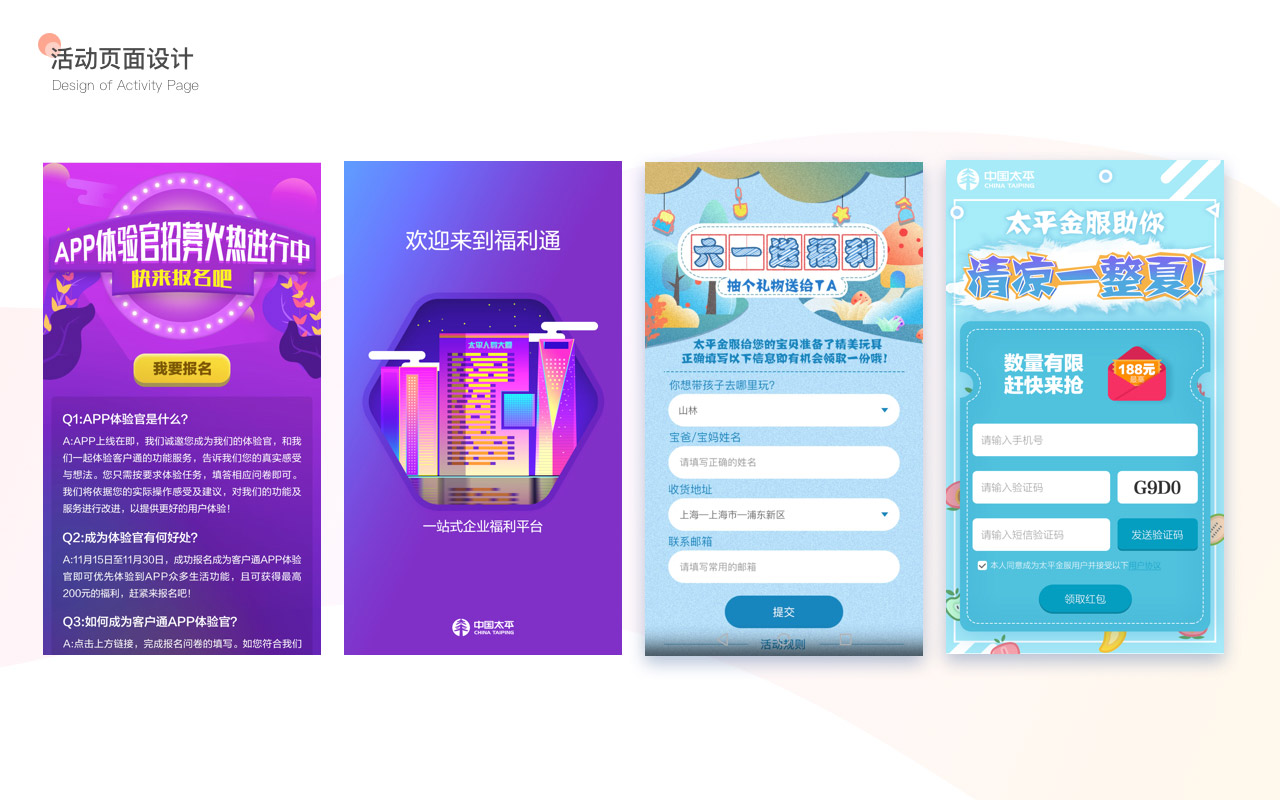 活动页面设计
Design of Activity Page
APP体验官招募火热进行中
快来报名吧
我要报名
Q1:APP体验官是什么?
A:APP上线在即，我们诚邀您成为我们的体验官，和我
们一起体验客户通的功能服务，告诉我们您的真实感受
与想法。您只需按要求体验任务，填答相应问卷即可。
我们将依据您的实际操作感受及建议，对我们的功能及
服务进行改进，以提供更好的用户体验!
Q2:成为体验官有何好处?
A:11月15日至11月30日，成功报名成为客户通APP体验
官即可优先体验到APP众多生活功能，且可获得最高
200元的福利，赶紧来报名吧!
Q3:如何成为客户通APP体验官?
A:点击上方链接，完成报名问卷的填写。如您符合我们
欢迎来到福利通
太平人寿大厦
一站式企业福利平台
中国太平
CHINA TAIPING
六一送福利
抽个礼物送给TA
太平金服给您的宝贝准备了精美玩具
正确填写以下信息即有机会领取一份哦!
你想带孩子去哪里玩?
山林
宝爸/宝妈姓名
请填写正确的姓名
收货地址
上海—上海市—浦东新区
联系邮箱
请填写常用的邮箱
提交
活动规则
中国太平
CHINA TAIPING
太平金服助你
清凉一整夏!
数量有限
赶快来抢
188元
请输入手机号
请输入验证码
G9D0
请输入短信验证码
发送验证码
本人同意成为太平金服用户并接受以下用户协议
领取红包